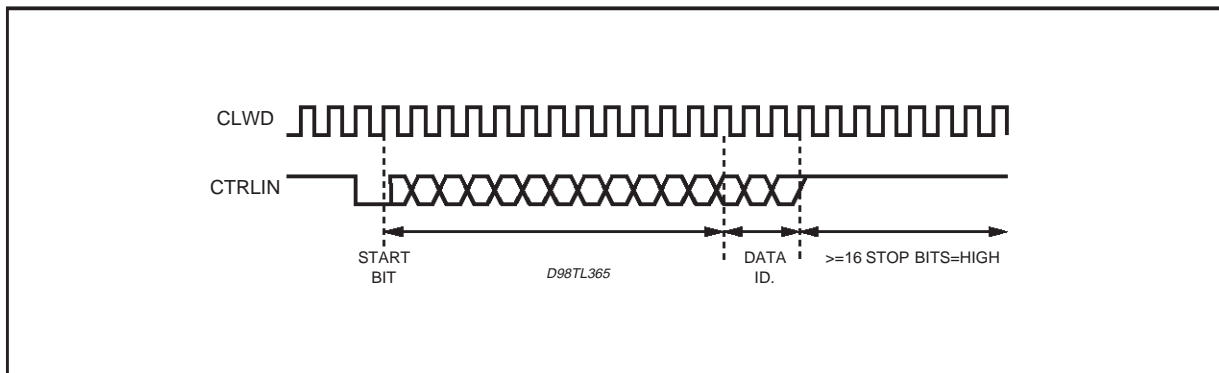 CLWD
CTRLIN
START
BIT
D98TL365
DATA
ID.
>=16 STOP BITS=HIGH